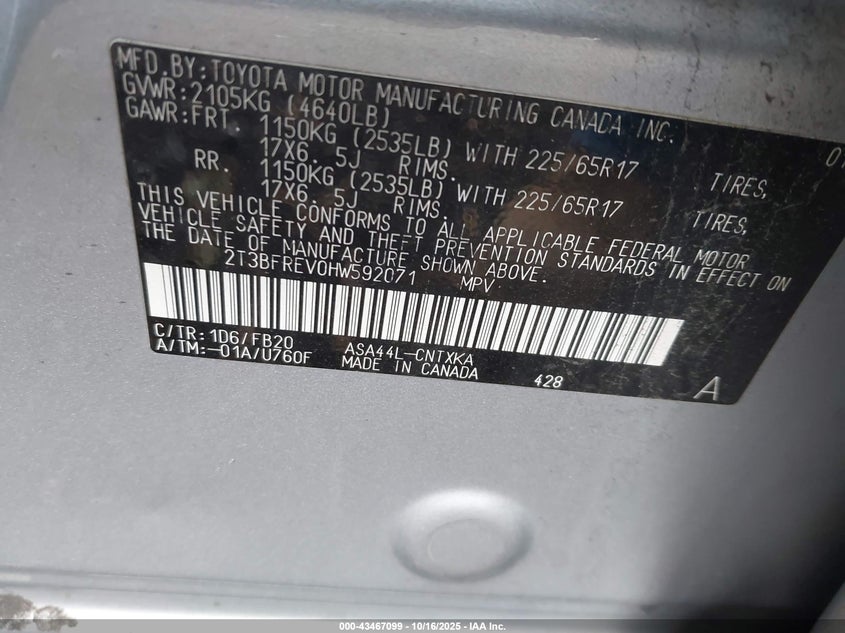 MFD.BY:TOYOTA MOTOR MANUFACTURING CANADA INC.
GVWR:2105KG (4640LB)
GAWR:FRT. 1150KG (2535LB) WITH 225/65R17 TIRES,
17X6. 5J RIMS.
RR. 1150KG (2535LB) WITH 225/65R17 TIRES,
17X6. 5J RIMS.
THIS VEHICLE CONFORMS TO ALL APPLICABLE FEDERAL MOTOR
VEHICLE SAFETY AND THEFT PREVENTION STANDARDS IN EFFECT ON
THE DATE OF MANUFACTURE SHOWN ABOVE.
2T3BFREV0HW592071 MPV
C/TR:1D6/FB20 ASA44L-CNTXKA
A/TM:-01A/U760F MADE IN CANADA 428 A
000-43467099 - 10/16/2025 - IAA Inc.